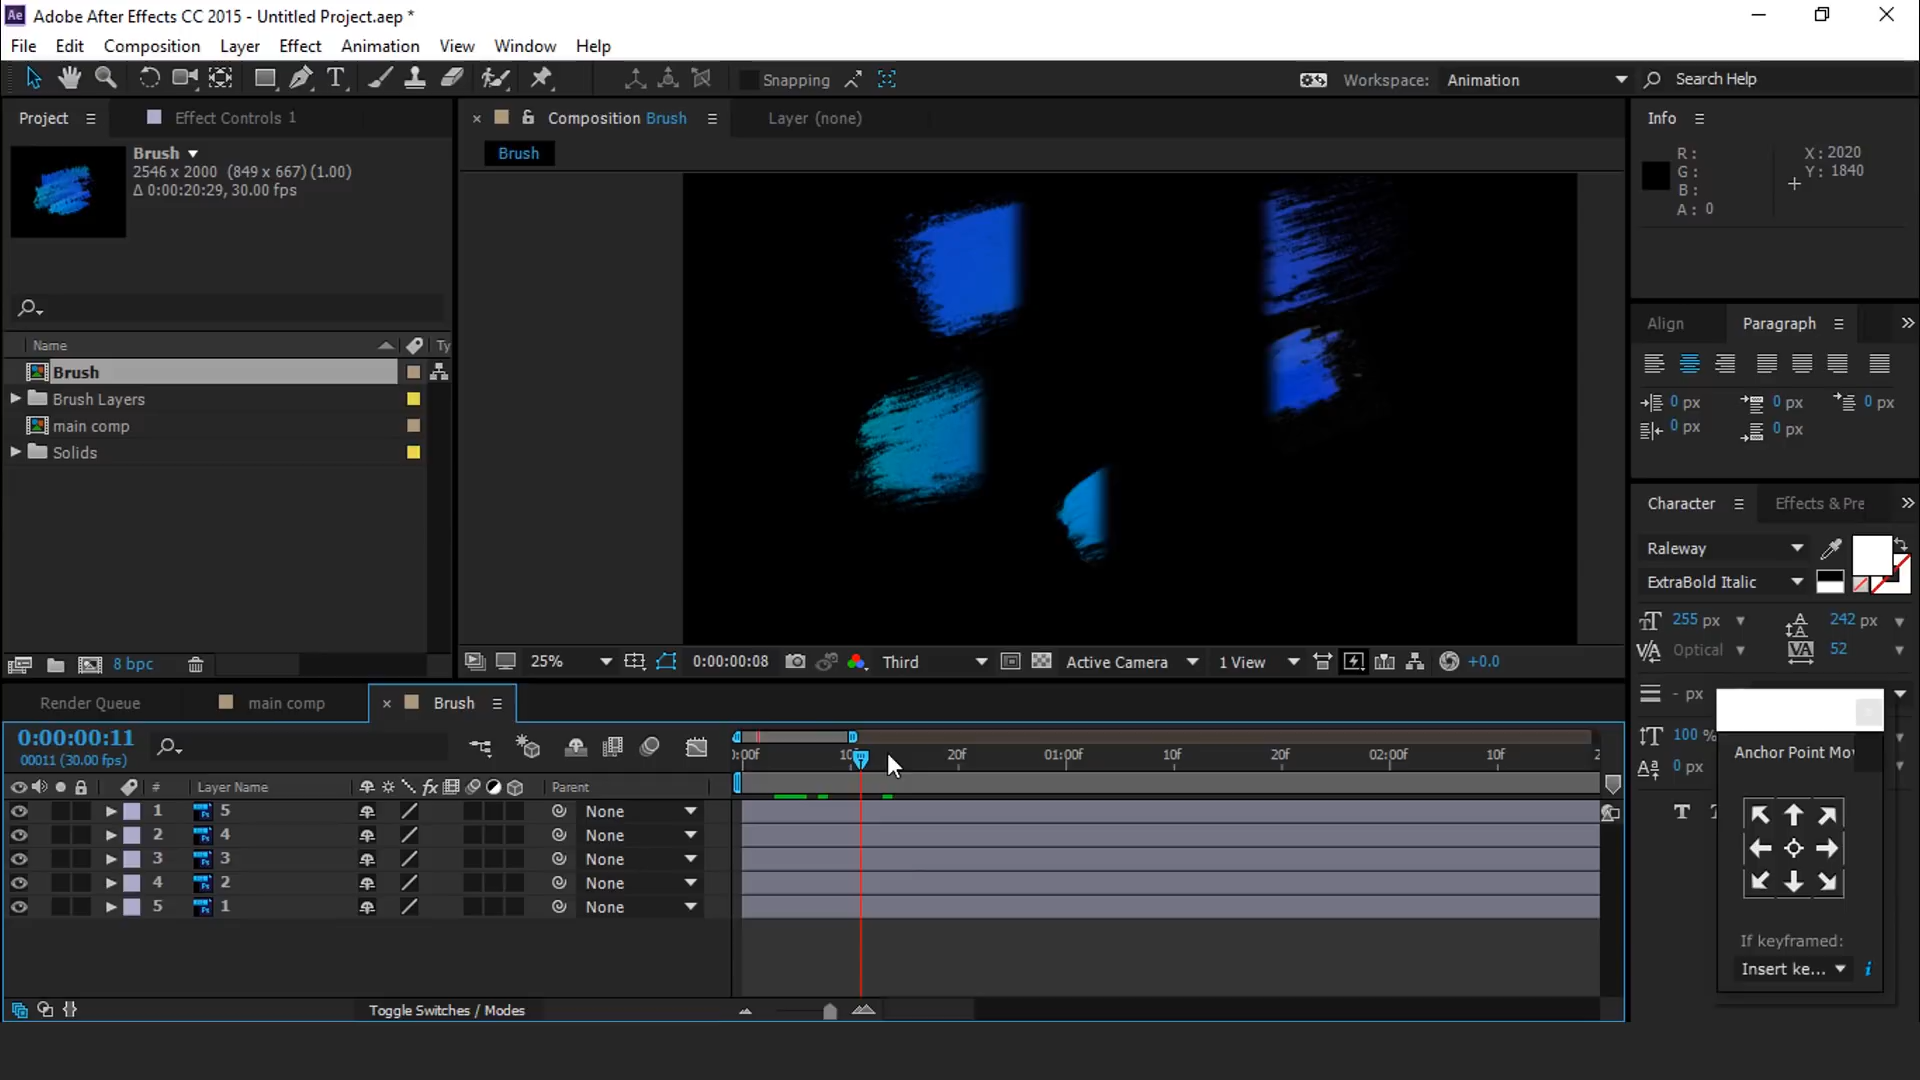 Ae Adobe After Effects CC 2015 - Untitled Project.aep *
File Edit Composition Layer Effect Animation View Window Help
Snapping
Workspace: Animation
Search Help
Project
Effect Controls 1
Brush
2546 x 2000 (849 x 667) (1.00)
Δ 0:00:20:29, 30.00 fps
Name Ty
Brush
Brush Layers
main comp
Solids
8 bpc
Composition Brush
Layer (none)
Brush
25%
0:00:00:08
Third
Active Camera
1 View
+0.0
Info
R:
G:
B:
A: 0
X: 2020
Y: 1840
Align
Paragraph
0 px 0 px 0 px
0 px 0 px
Character
Effects & Pre
Raleway
ExtraBold Italic
255 px 242 px
Optical 52
- px
100 %
0 px
T
Anchor Point Mov
If keyframed:
Insert ke...
Render Queue
main comp
Brush
0:00:00:11
00011 (30.00 fps)
0:00f 20f 01:00f 10f 20f 02:00f 10f
# Layer Name Parent
1 5 None
2 4 None
3 3 None
4 2 None
5 1 None
Toggle Switches / Modes